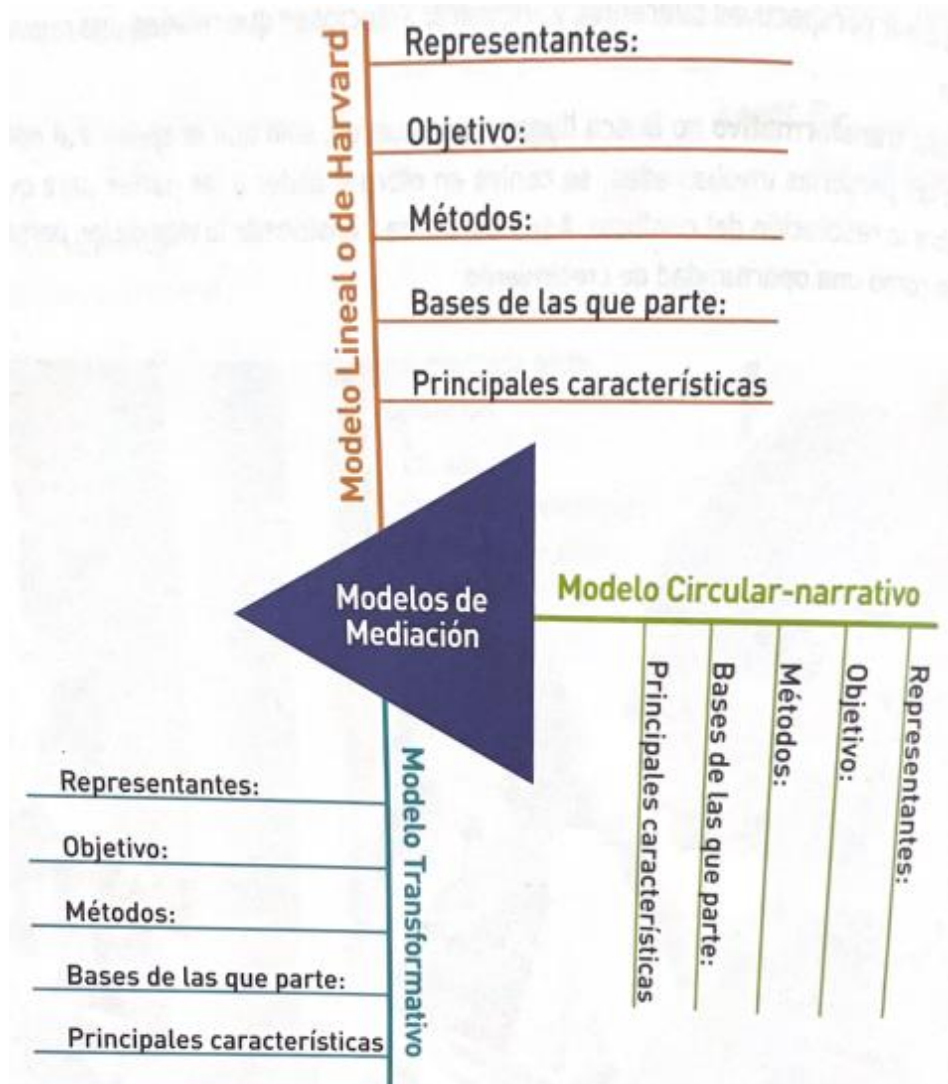 Modelo Lineal o de Harvard
Representantes:
Objetivo:
Métodos:
Bases de las que parte:
Principales características
Modelos de
Mediación
Modelo Circular-narrativo
Representantes:
Objetivo:
Métodos:
Bases de las que parte:
Principales características
Modelo Transformativo
Representantes:
Objetivo:
Métodos:
Bases de las que parte:
Principales características